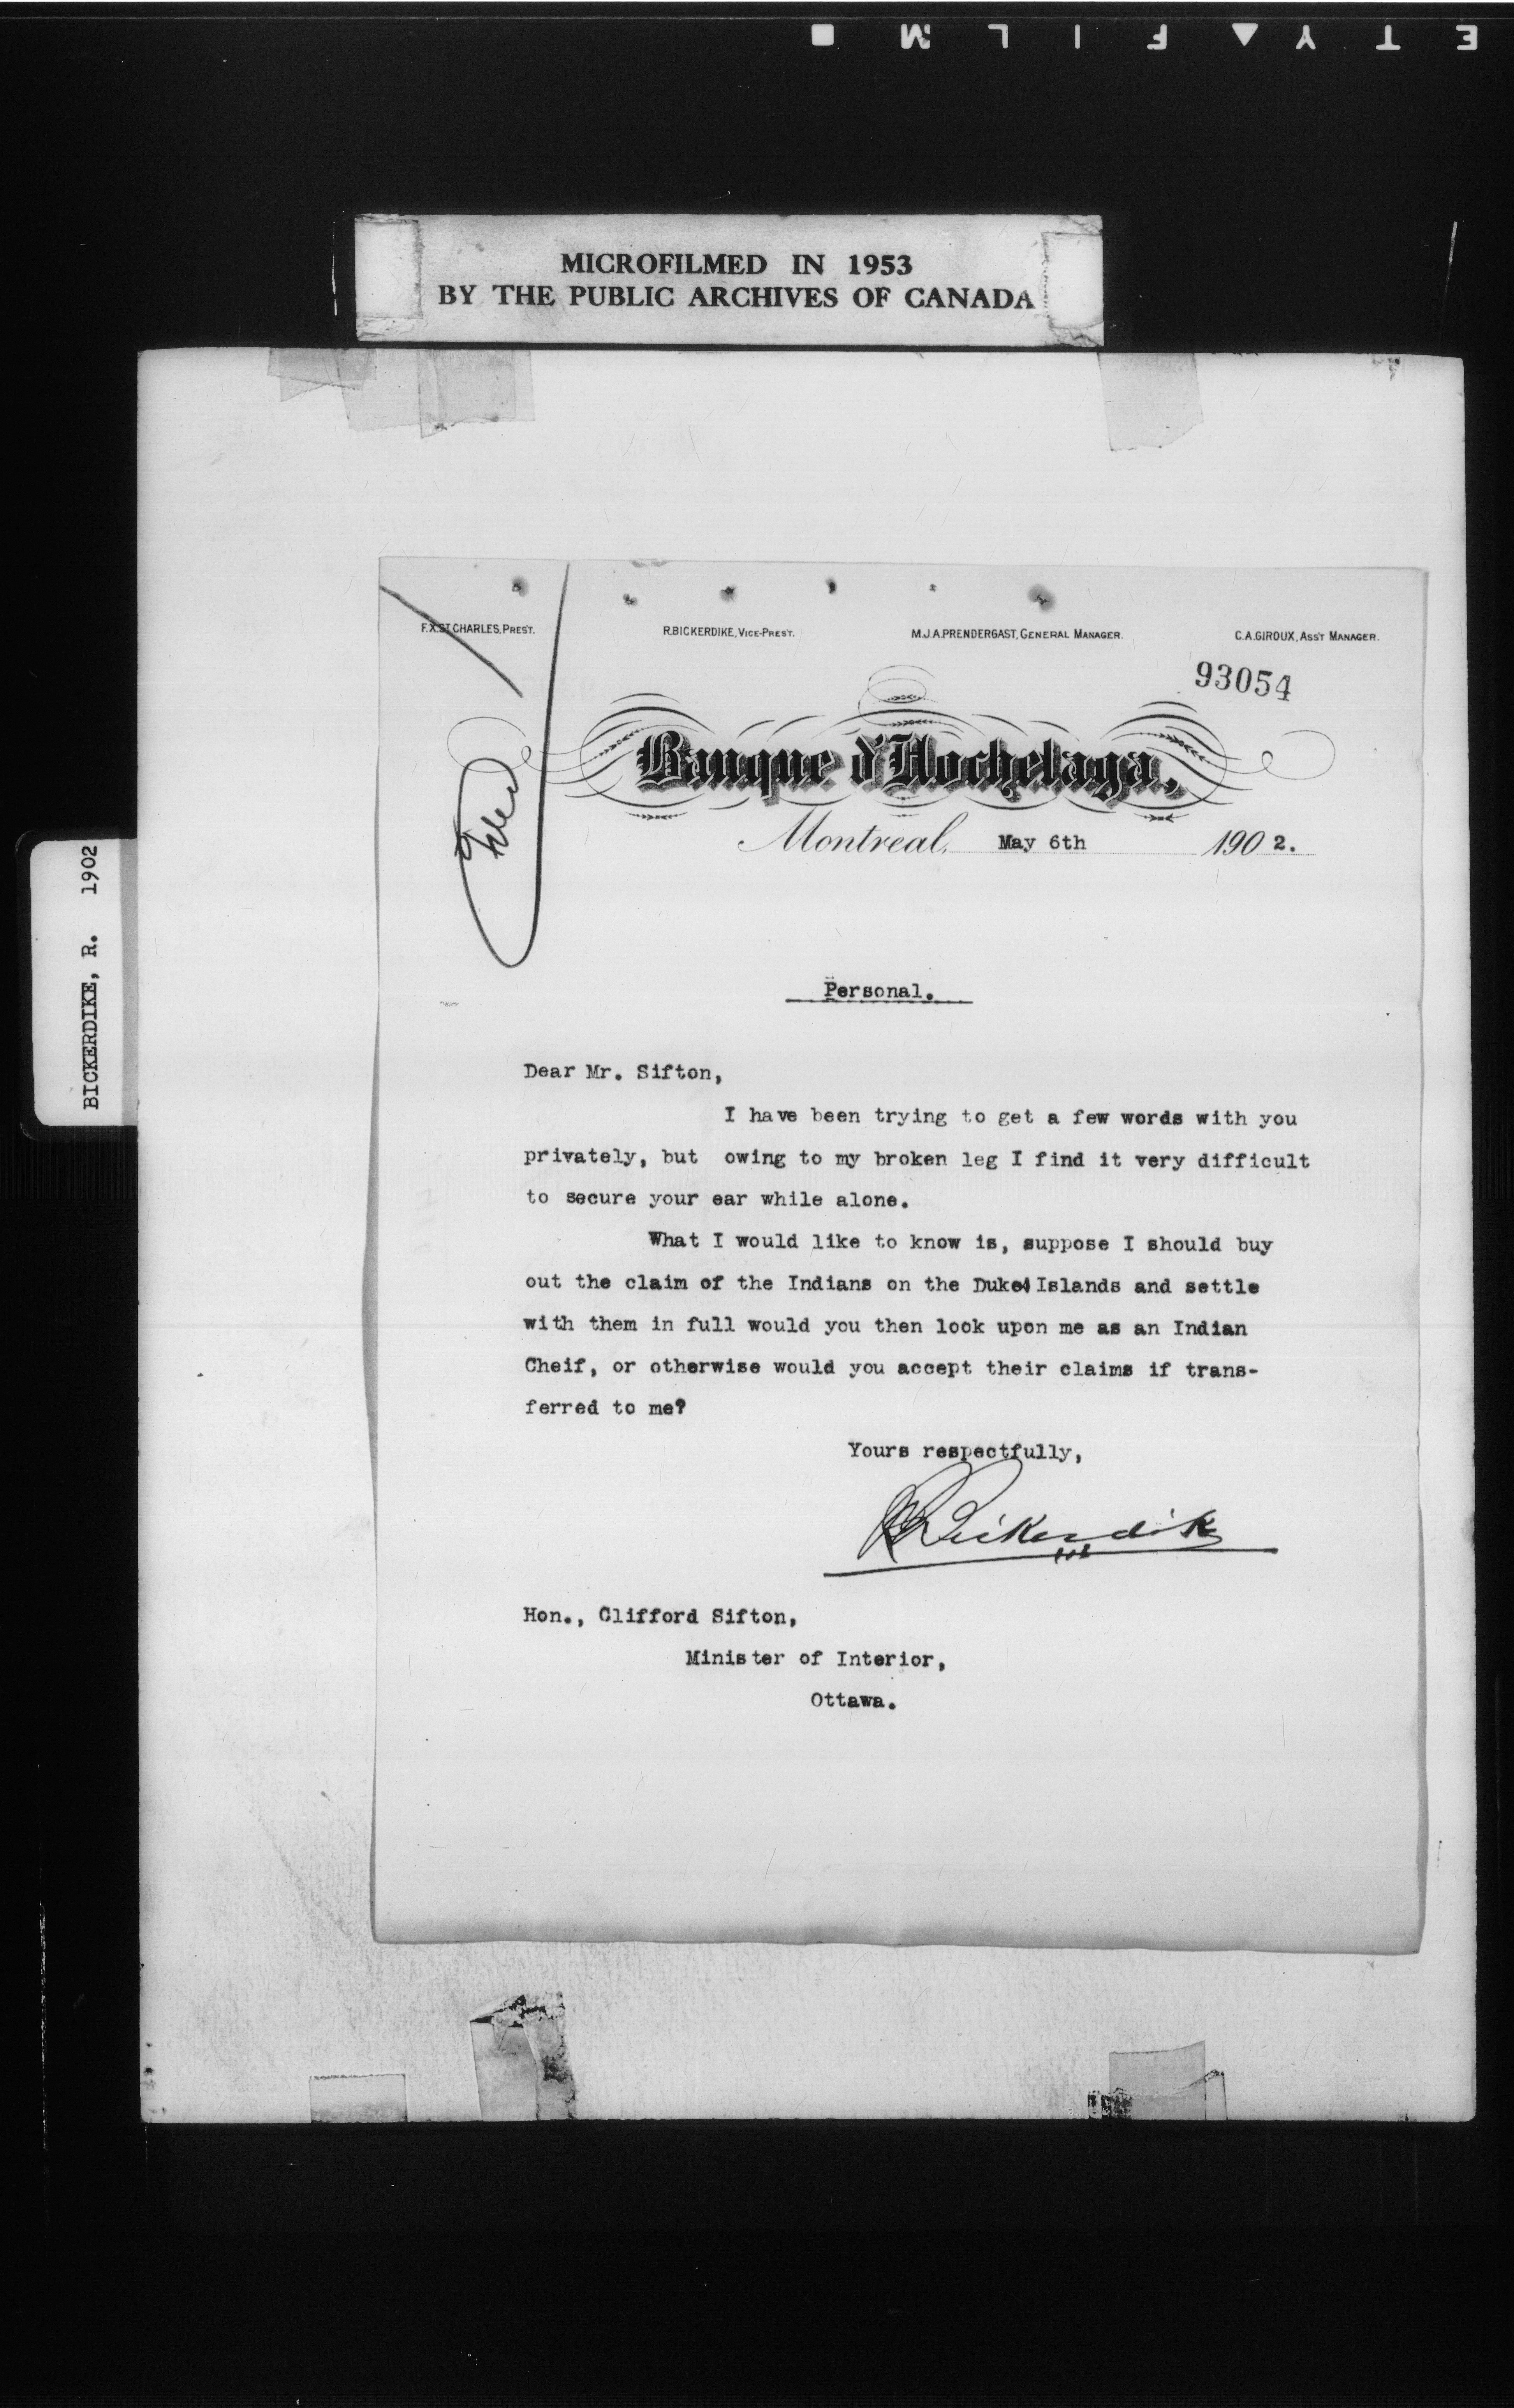 E T Y ▲ F I L M ■
MICROFILMED IN 1953
BY THE PUBLIC ARCHIVES OF CANADA
BICKERDIKE, R. 1902
F.X.ST CHARLES, PREST. R.BICKERDIKE, VICE-PREST. M.J.A.PRENDERGAST, GENERAL MANAGER. C.A.GIROUX, ASST MANAGER.
93054
Banque d'Hochelaga,
Montreal, May 6th 1902.
Filed
Personal.
Dear Mr. Sifton,
I have been trying to get a few words with you
privately, but owing to my broken leg I find it very difficult
to secure your ear while alone.
What I would like to know is, suppose I should buy
out the claim of the Indians on the Duke Islands and settle
with them in full would you then look upon me as an Indian
Cheif, or otherwise would you accept their claims if trans-
ferred to me?
Yours respectfully,
R Bickerdike
Hon., Clifford Sifton,
Minister of Interior,
Ottawa.